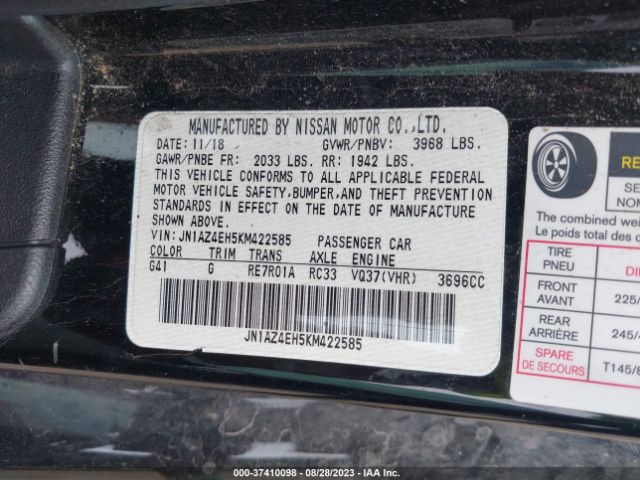 MANUFACTURED BY NISSAN MOTOR CO.,LTD.
DATE: 11/18 GVWR/PNBV: 3968 LBS.
GAWR/PNBE FR: 2033 LBS. RR: 1942 LBS.
THIS VEHICLE CONFORMS TO ALL APPLICABLE FEDERAL
MOTOR VEHICLE SAFETY,BUMPER,AND THEFT PREVENTION
STANDARDS IN EFFECT ON THE DATE OF MANUFACTURE
SHOWN ABOVE.
VIN: JN1AZ4EH5KM422585 PASSENGER CAR
COLOR TRIM TRANS AXLE ENGINE
G41 G RE7R01A RC33 VQ37(VHR) 3696CC
JN1AZ4EH5KM422585
The combined wei
Le poids total de
TIRE
PNEU
FRONT
AVANT
225/
REAR
ARRIÈRE
245/4
SPARE
DE SECOURS
T145/8
000-37410098 - 08/28/2023 - IAA Inc.